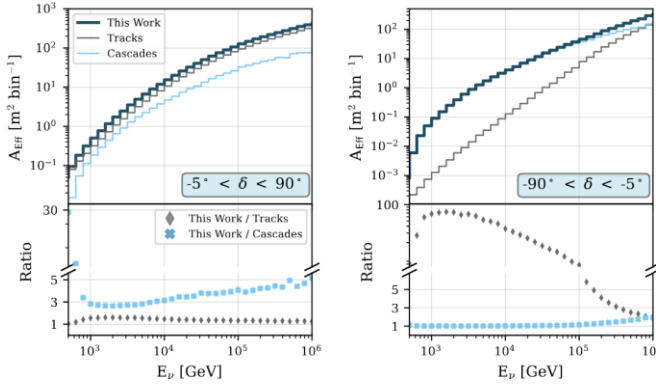 10³
10²
10¹
10⁰
10⁻¹
A_Eff [m² bin⁻¹]
This Work
Tracks
Cascades
-5° < δ < 90°
30
5
3
1
Ratio
This Work / Tracks
This Work / Cascades
10³ 10⁴ 10⁵ 10⁶
E_ν [GeV]
10²
10¹
10⁰
10⁻¹
10⁻²
10⁻³
A_Eff [m² bin⁻¹]
-90° < δ < -5°
100
5
3
1
Ratio
10³ 10⁴ 10⁵ 10
E_ν [GeV]